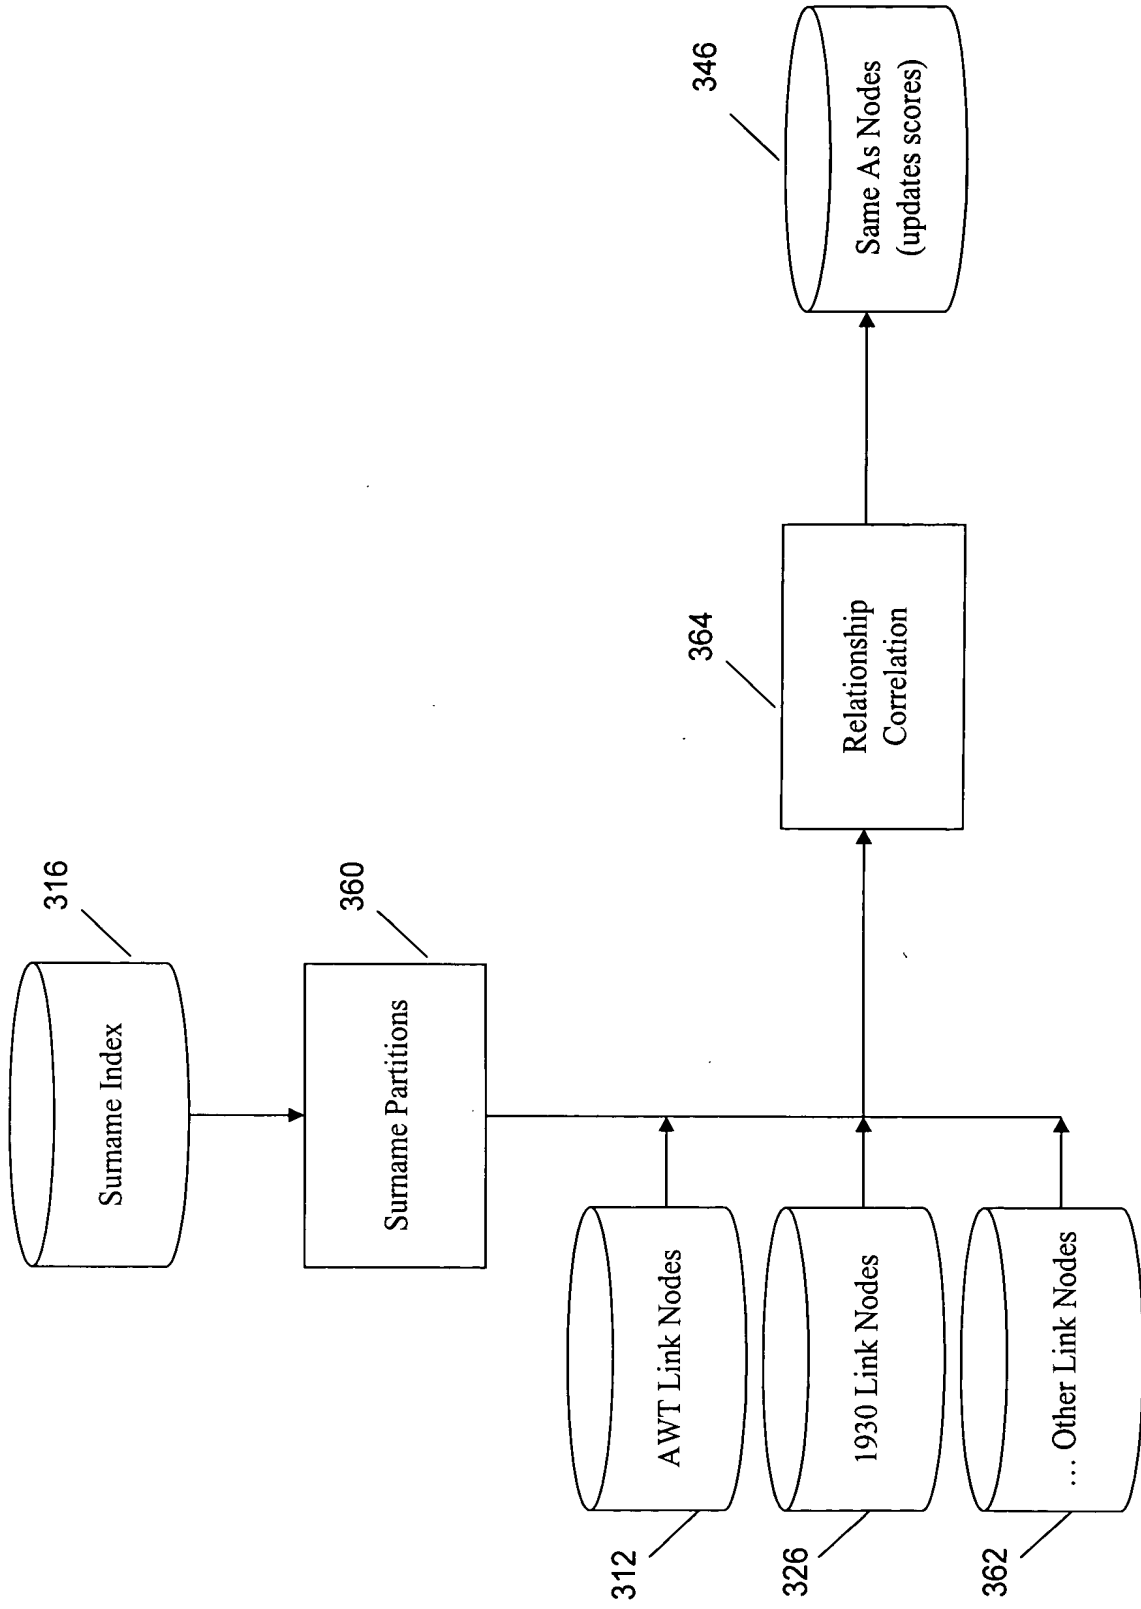 316
Surname Index
360
Surname Partitions
312
AWT Link Nodes
326
1930 Link Nodes
362
... Other Link Nodes
364
Relationship
Correlation
346
Same As Nodes
(updates scores)